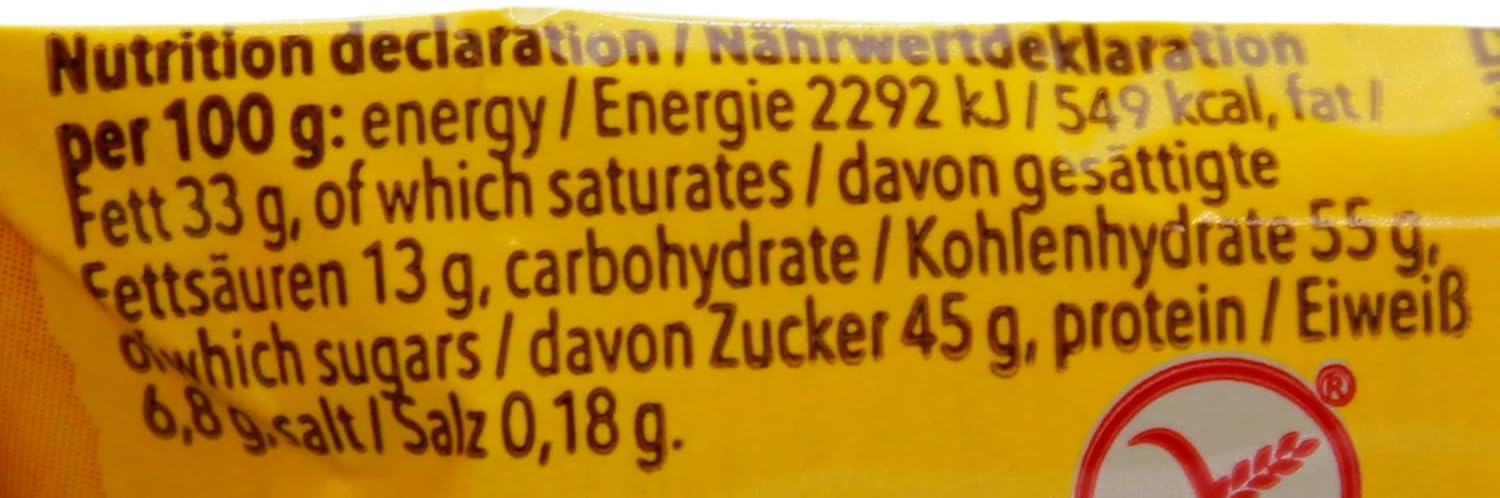 Nutrition declaration / Nährwertdeklaration
per 100 g: energy / Energie 2292 kJ / 549 kcal, fat /
Fett 33 g, of which saturates / davon gesättigte
Fettsäuren 13 g, carbohydrate / Kohlenhydrate 55 g,
of which sugars / davon Zucker 45 g, protein / Eiweiß
6,8 g, salt / Salz 0,18 g.
®